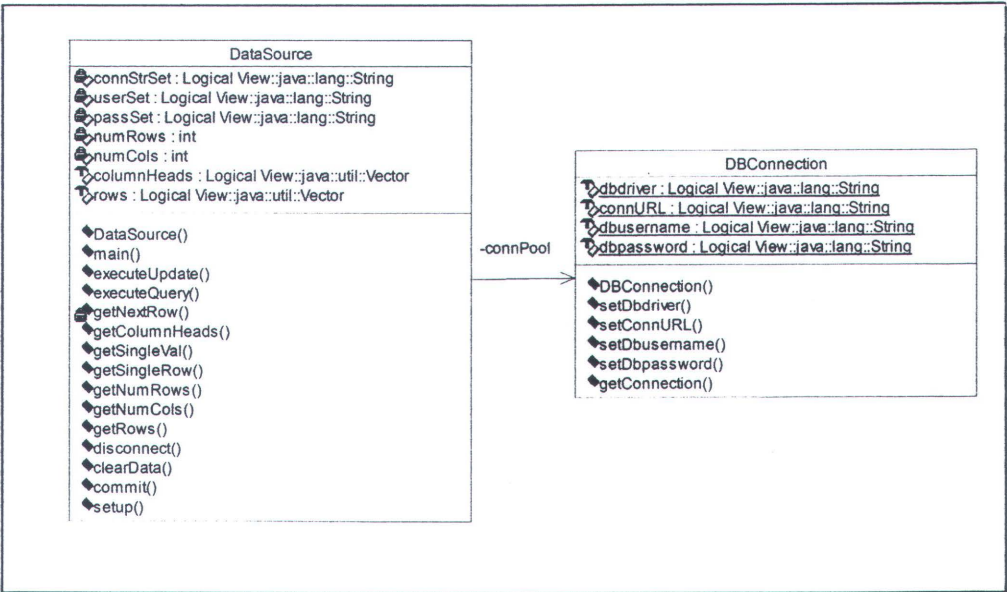 DataSource
connStrSet : Logical View::java::lang::String
userSet : Logical View::java::lang::String
passSet : Logical View::java::lang::String
numRows : int
numCols : int
columnHeads : Logical View::java::util::Vector
rows : Logical View::java::util::Vector
DataSource()
main()
executeUpdate()
executeQuery()
getNextRow()
getColumnHeads()
getSingleVal()
getSingleRow()
getNumRows()
getNumCols()
getRows()
disconnect()
clearData()
commit()
setup()
-connPool
DBConnection
dbdriver : Logical View::java::lang::String
connURL : Logical View::java::lang::String
dbusername : Logical View::java::lang::String
dbpassword : Logical View::java::lang::String
DBConnection()
setDbdriver()
setConnURL()
setDbusername()
setDbpassword()
getConnection()